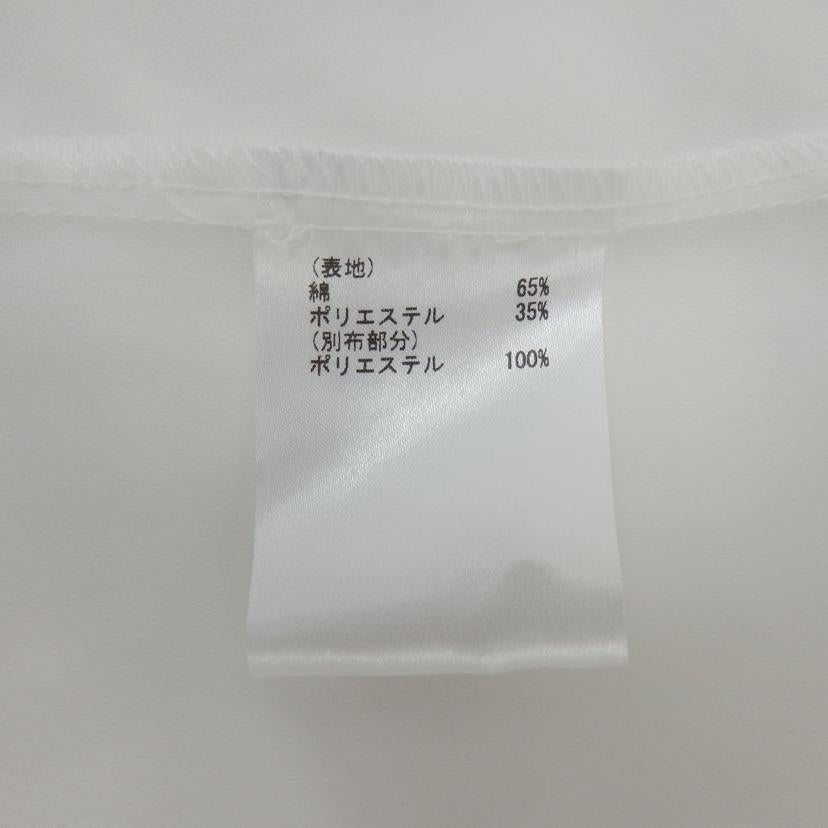 (表地)
綿 65%
ポリエステル 35%
(別布部分)
ポリエステル 100%